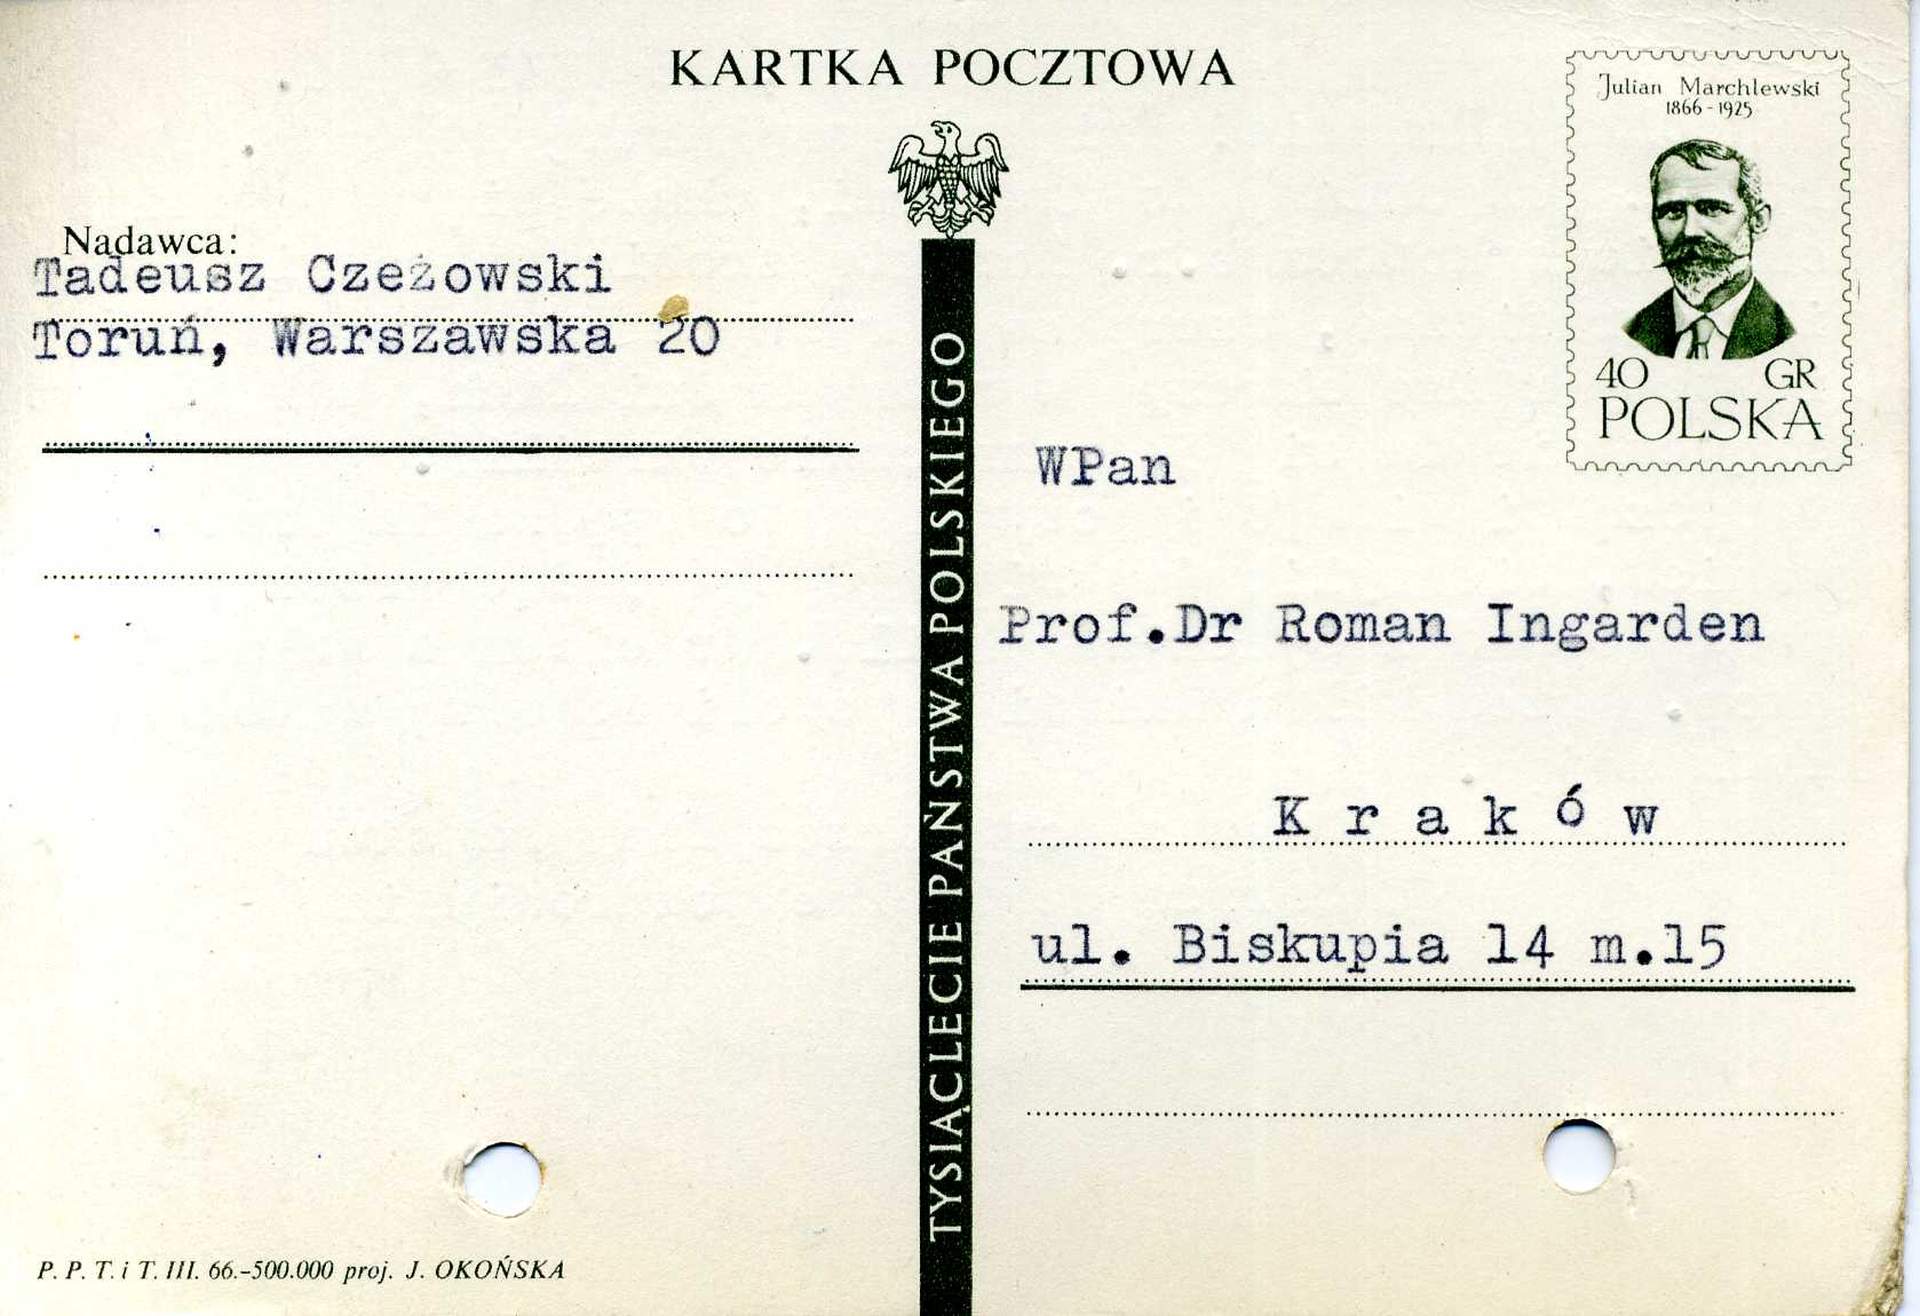 KARTKA POCZTOWA
Julian Marchlewski
1866-1925
40 GR
POLSKA
Nadawca:
Tadeusz Czeżowski
Toruń, Warszawska 20
TYSIĄCLECIE PAŃSTWA POLSKIEGO
WPan
Prof.Dr Roman Ingarden
Kraków
ul. Biskupia 14 m.15
P. P. T. i T. III. 66.-500.000 proj. J. OKOŃSKA